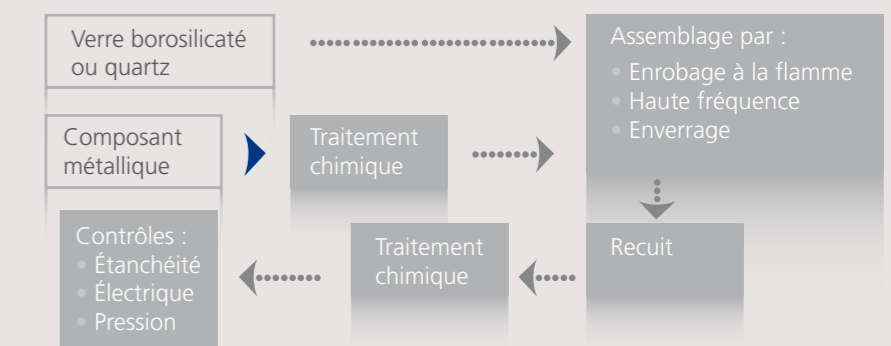 Verre borosilicaté
ou quartz
Assemblage par :
• Enrobage à la flamme
• Haute fréquence
• Enverrage
Composant
métallique
Traitement
chimique
Recuit
Traitement
chimique
Contrôles :
• Étanchéité
• Électrique
• Pression